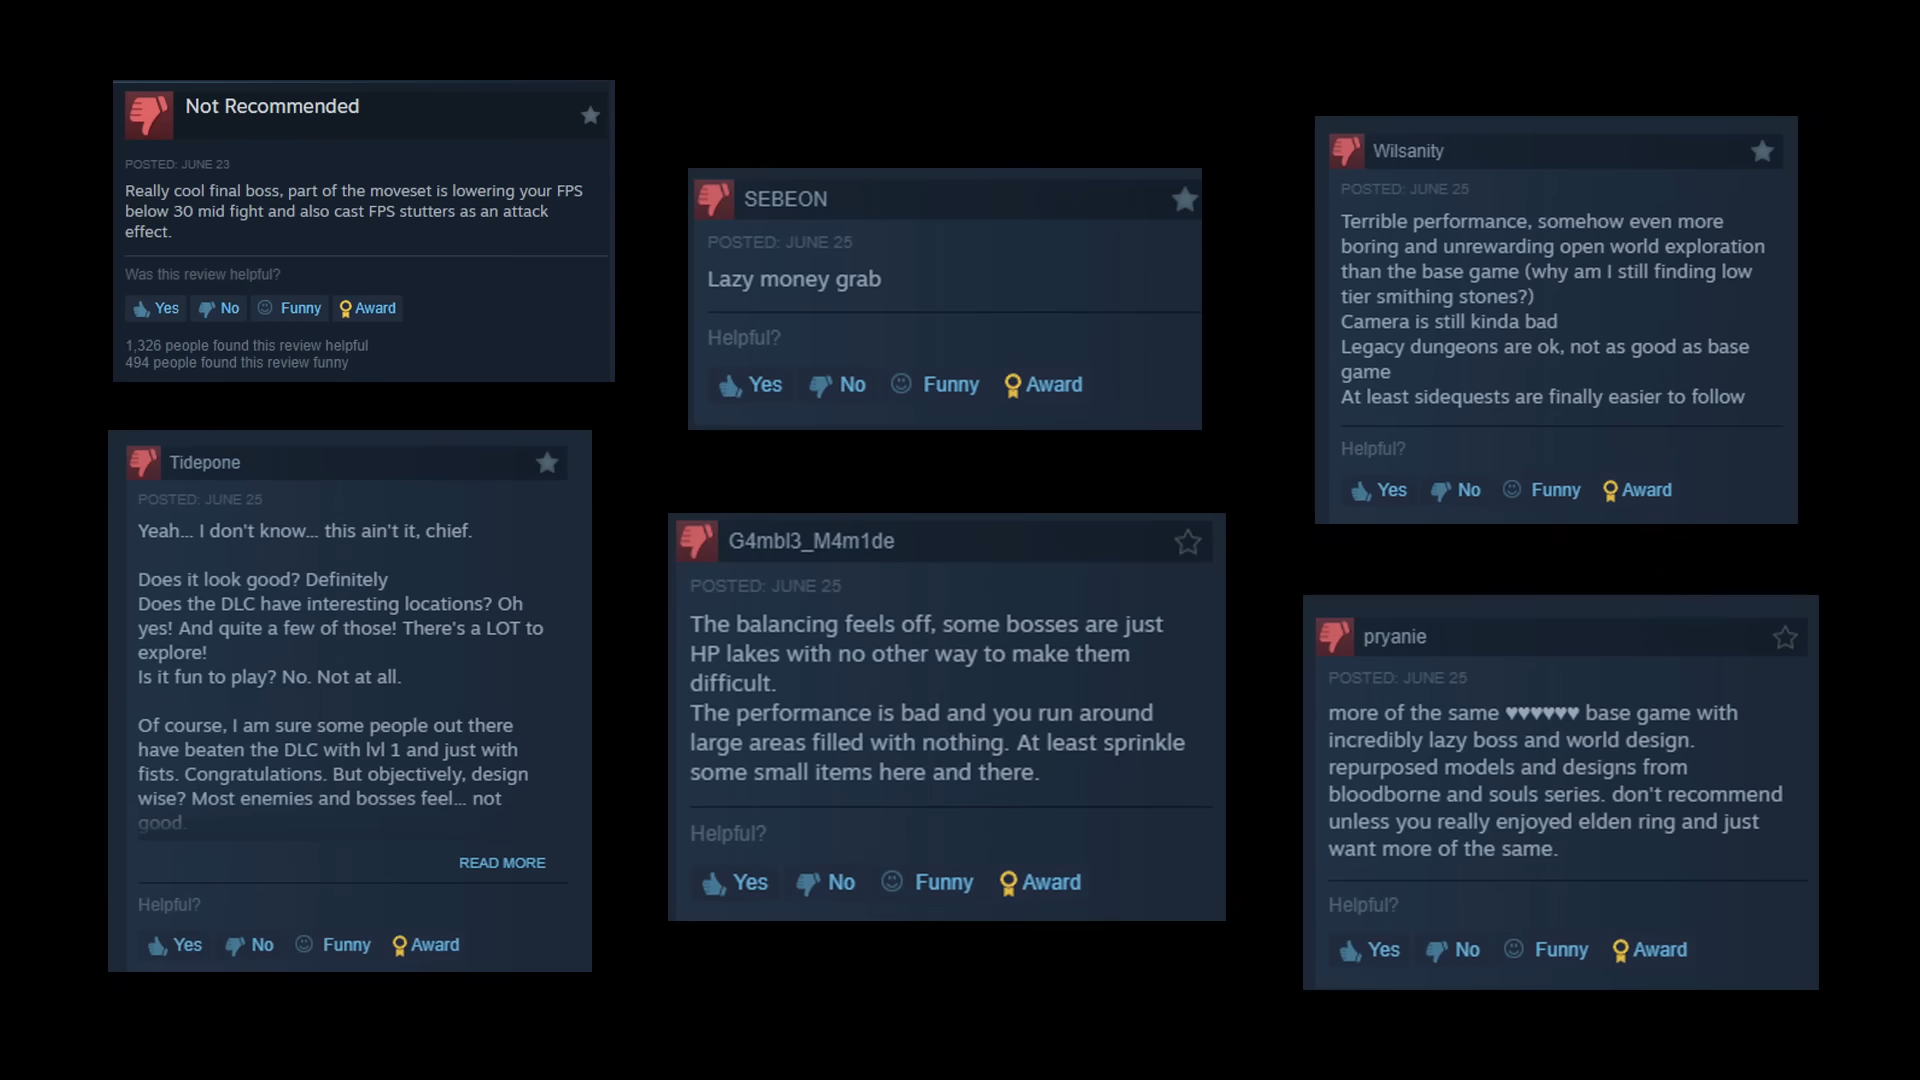 Not Recommended
POSTED: JUNE 23
Really cool final boss, part of the moveset is lowering your FPS
below 30 mid fight and also cast FPS stutters as an attack
effect.
Was this review helpful?
Yes No Funny Award
1,326 people found this review helpful
494 people found this review funny
Tidepone
POSTED: JUNE 25
Yeah... I don't know... this ain't it, chief.
Does it look good? Definitely
Does the DLC have interesting locations? Oh
yes! And quite a few of those! There's a LOT to
explore!
Is it fun to play? No. Not at all.
Of course, I am sure some people out there
have beaten the DLC with lvl 1 and just with
fists. Congratulations. But objectively, design
wise? Most enemies and bosses feel... not
good.
READ MORE
Helpful?
Yes No Funny Award
SEBEON
POSTED: JUNE 25
Lazy money grab
Helpful?
Yes No Funny Award
G4mbl3_M4m1de
POSTED: JUNE 25
The balancing feels off, some bosses are just
HP lakes with no other way to make them
difficult.
The performance is bad and you run around
large areas filled with nothing. At least sprinkle
some small items here and there.
Helpful?
Yes No Funny Award
Wilsanity
POSTED: JUNE 25
Terrible performance, somehow even more
boring and unrewarding open world exploration
than the base game (why am I still finding low
tier smithing stones?)
Camera is still kinda bad
Legacy dungeons are ok, not as good as base
game
At least sidequests are finally easier to follow
Helpful?
Yes No Funny Award
pryanie
POSTED: JUNE 25
more of the same ♥♥♥♥♥♥ base game with
incredibly lazy boss and world design.
repurposed models and designs from
bloodborne and souls series. don't recommend
unless you really enjoyed elden ring and just
want more of the same.
Helpful?
Yes No Funny Award